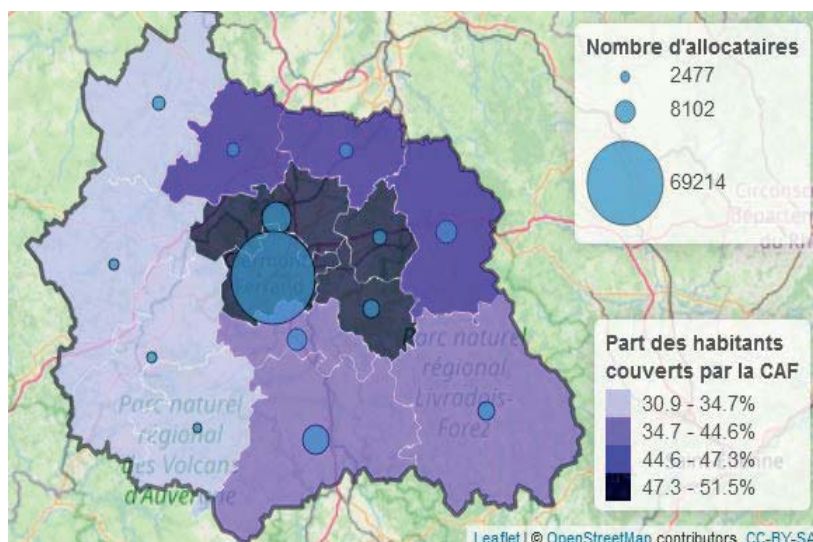 Nombre d'allocataires
2477
8102
69214
Parc naturel
régional
Livradois-
Forez
Parc naturel
régional
des Volcans
d'Auvergne
Part des habitants
couverts par la CAF
30.9 - 34.7%
34.7 - 44.6%
44.6 - 47.3%
47.3 - 51.5%
Leaflet | © OpenStreetMap contributors, CC-BY-SA